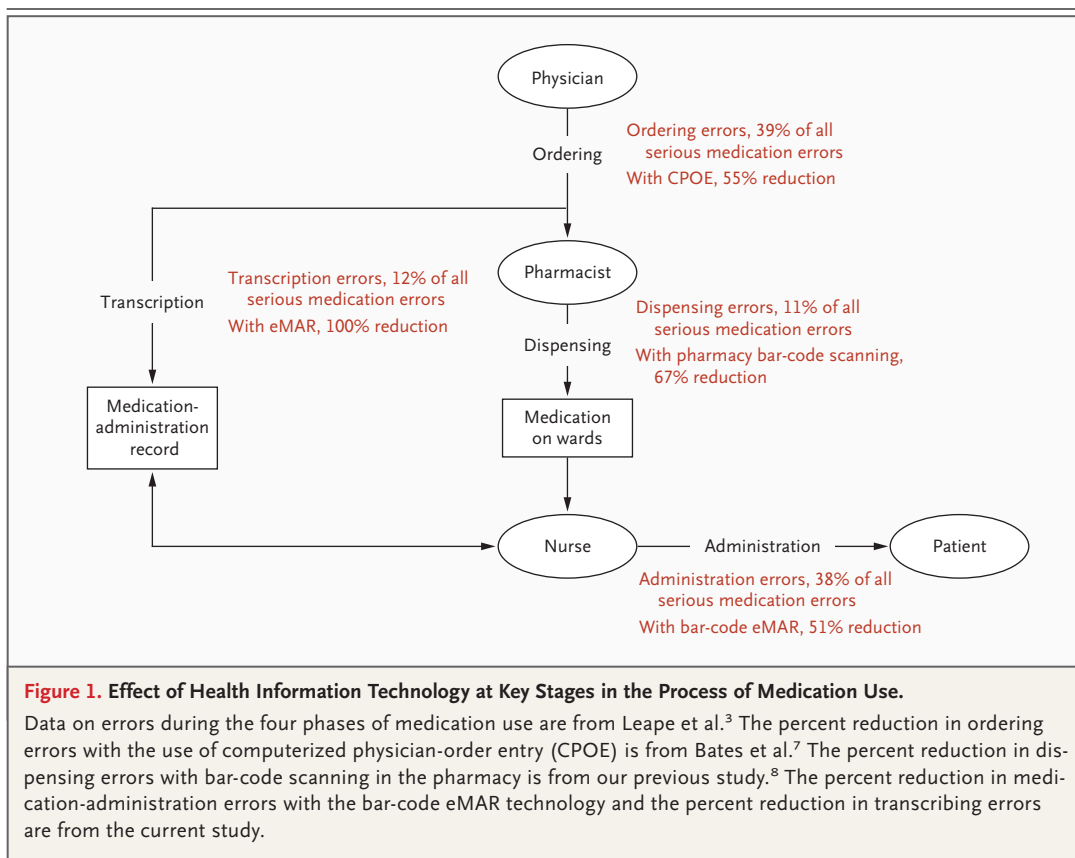 Physician
Ordering errors, 39% of all
serious medication errors
With CPOE, 55% reduction
Ordering
Transcription errors, 12% of all
serious medication errors
With eMAR, 100% reduction
Transcription
Pharmacist
Dispensing errors, 11% of all
serious medication errors
With pharmacy bar-code scanning,
67% reduction
Dispensing
Medication-
administration
record
Medication
on wards
Nurse
Administration
Patient
Administration errors, 38% of all
serious medication errors
With bar-code eMAR, 51% reduction
Figure 1. Effect of Health Information Technology at Key Stages in the Process of Medication Use.
Data on errors during the four phases of medication use are from Leape et al.³ The percent reduction in ordering
errors with the use of computerized physician-order entry (CPOE) is from Bates et al.⁷ The percent reduction in dis-
pensing errors with bar-code scanning in the pharmacy is from our previous study.⁸ The percent reduction in medi-
cation-administration errors with the bar-code eMAR technology and the percent reduction in transcribing errors
are from the current study.